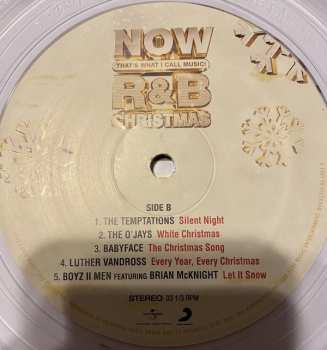 NOW
THAT'S WHAT I CALL MUSIC!
R&B
CHRISTMAS
SIDE B
1. THE TEMPTATIONS Silent Night
2. THE O'JAYS White Christmas
3. BABYFACE The Christmas Song
4. LUTHER VANDROSS Every Year, Every Christmas
5. BOYZ II MEN FEATURING BRIAN McKNIGHT Let It Snow
STEREO 33 1/3 RPM